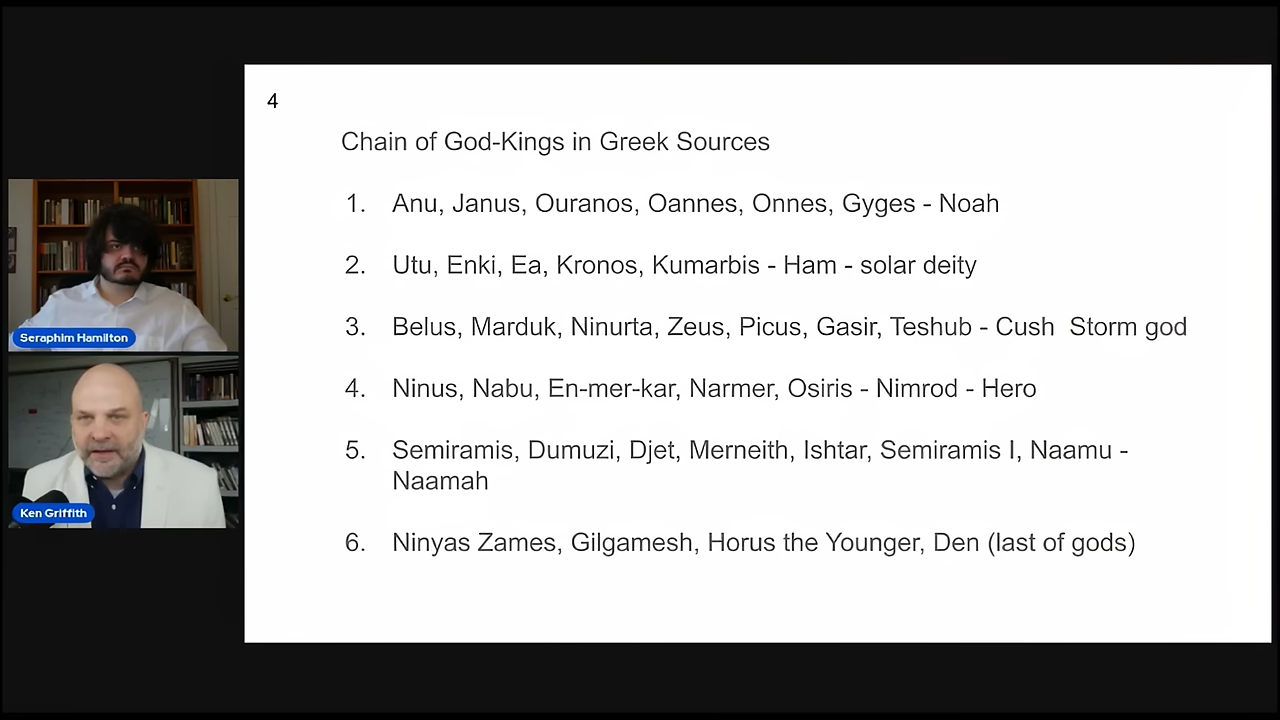 4
Chain of God-Kings in Greek Sources
1. Anu, Janus, Ouranos, Oannes, Onnes, Gyges - Noah
2. Utu, Enki, Ea, Kronos, Kumarbis - Ham - solar deity
3. Belus, Marduk, Ninurta, Zeus, Picus, Gasir, Teshub - Cush  Storm god
4. Ninus, Nabu, En-mer-kar, Narmer, Osiris - Nimrod - Hero
5. Semiramis, Dumuzi, Djet, Merneith, Ishtar, Semiramis I, Naamu -
Naamah
6. Ninyas Zames, Gilgamesh, Horus the Younger, Den (last of gods)
Seraphim Hamilton
Ken Griffith